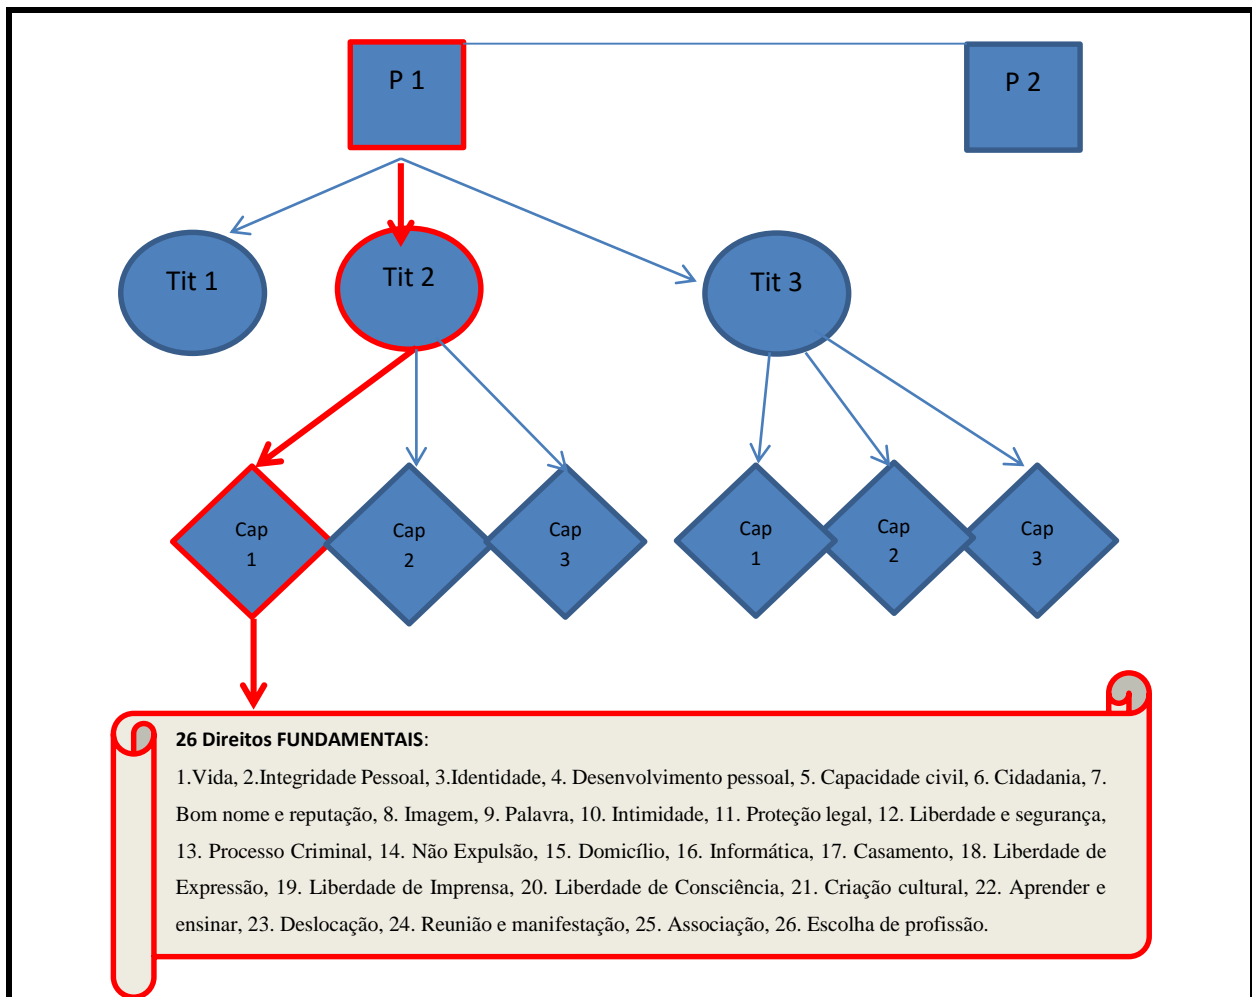 P 1
P 2
Tit 1
Tit 2
Tit 3
Cap
1
Cap
2
Cap
3
Cap
1
Cap
2
Cap
3
26 Direitos FUNDAMENTAIS:
1.Vida, 2.Integridade Pessoal, 3.Identidade, 4. Desenvolvimento pessoal, 5. Capacidade civil, 6. Cidadania, 7.
Bom nome e reputação, 8. Imagem, 9. Palavra, 10. Intimidade, 11. Proteção legal, 12. Liberdade e segurança,
13. Processo Criminal, 14. Não Expulsão, 15. Domicílio, 16. Informática, 17. Casamento, 18. Liberdade de
Expressão, 19. Liberdade de Imprensa, 20. Liberdade de Consciência, 21. Criação cultural, 22. Aprender e
ensinar, 23. Deslocação, 24. Reunião e manifestação, 25. Associação, 26. Escolha de profissão.